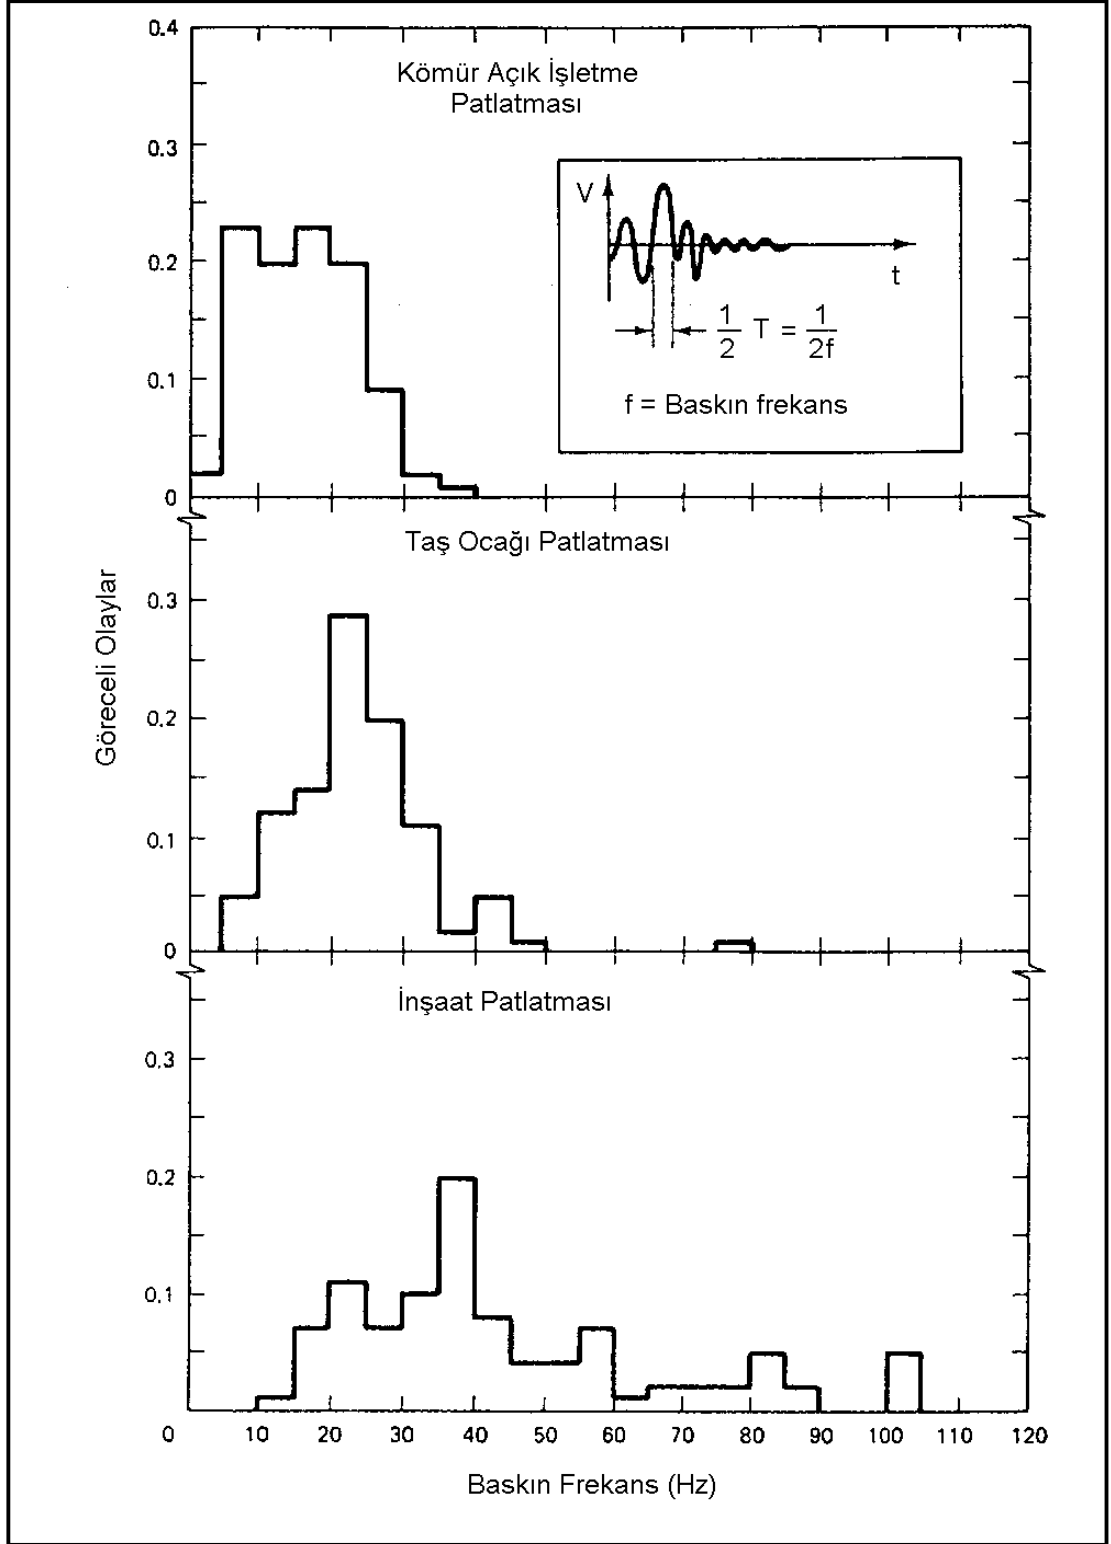 0.4
Kömür Açık İşletme
Patlatması
0.3
V
t
0.2
1/2 T = 1/2f
0.1
f = Baskın frekans
0
Taş Ocağı Patlatması
Göreceli Olaylar
0.3
0.2
0.1
0
İnşaat Patlatması
0.3
0.2
0.1
0 10 20 30 40 50 60 70 80 90 100 110 120
Baskın Frekans (Hz)